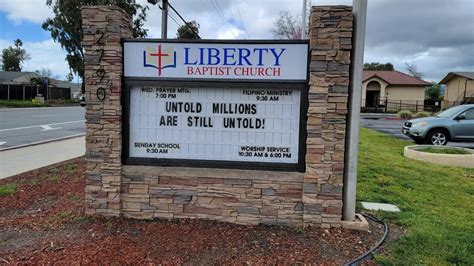 LIBERTY
BAPTIST CHURCH
WED. PRAYER MTG.
7:00 PM
FILIPINO MINISTRY
9:30 AM
UNTOLD MILLIONS
ARE STILL UNTOLD!
SUNDAY SCHOOL
9:30 AM
WORSHIP SERVICE
10:30 AM & 6:00 PM